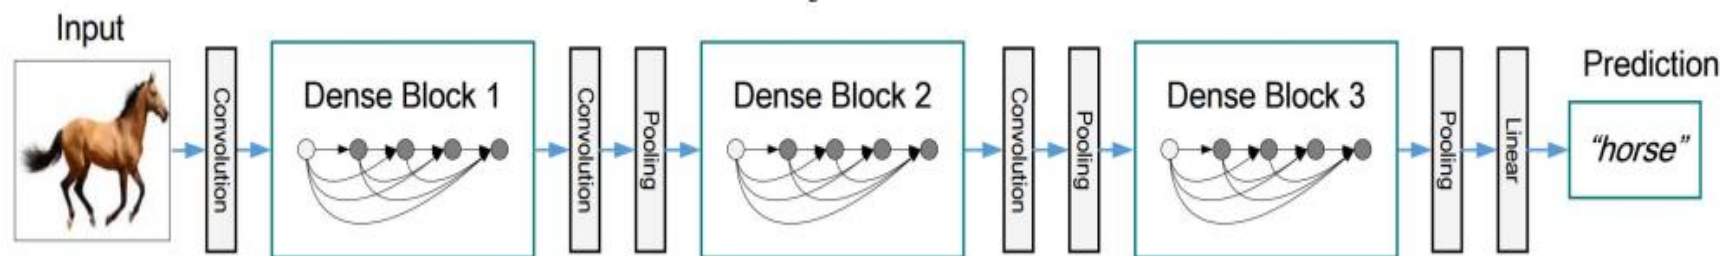 Input
Convolution
Dense Block 1
Convolution
Pooling
Dense Block 2
Convolution
Pooling
Dense Block 3
Pooling
Linear
Prediction
"horse"